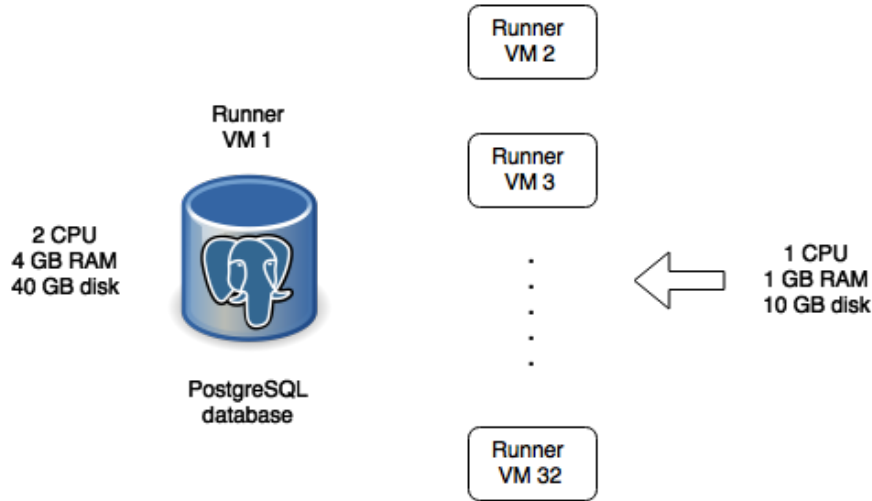 Runner
VM 1
2 CPU
4 GB RAM
40 GB disk
PostgreSQL
database
Runner
VM 2
Runner
VM 3
Runner
VM 32
1 CPU
1 GB RAM
10 GB disk